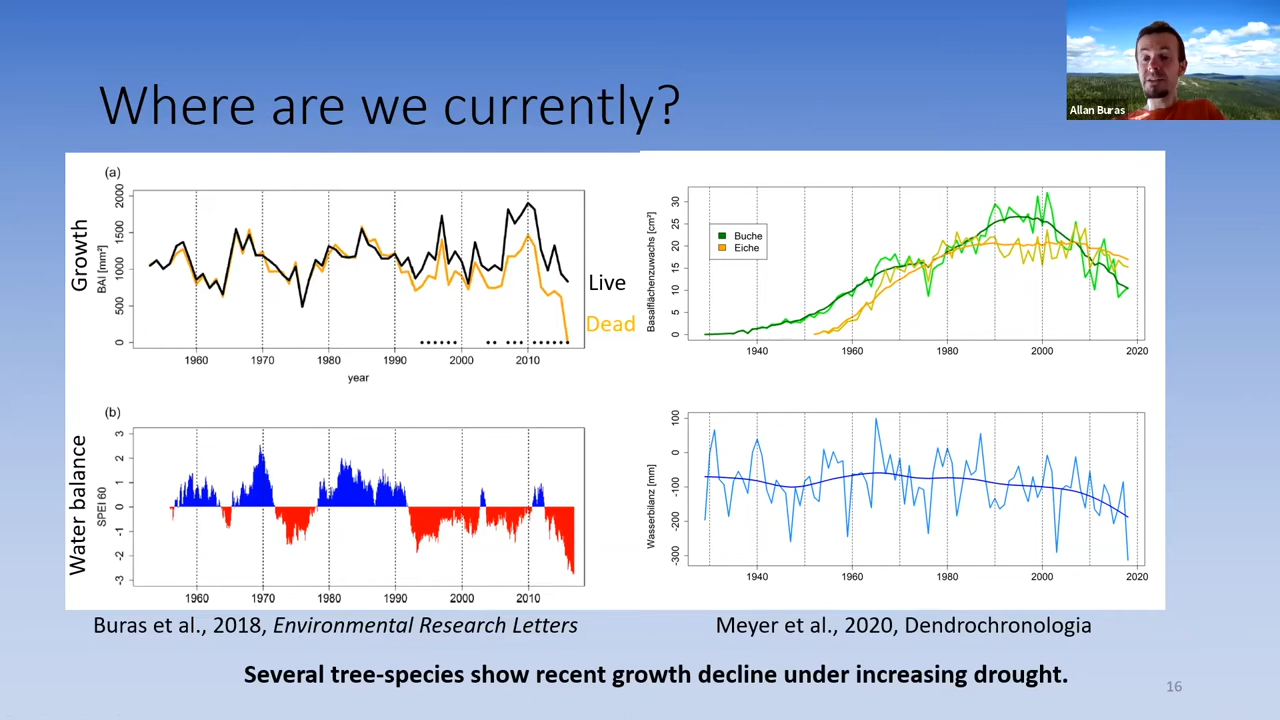 Allan Buras
Where are we currently?
(a)
Growth
BAI [mm²]
2000
1500
1000
500
0
1960 1970 1980 1990 2000 2010
year
Live
Dead
Basalflächenzuwachs [cm²]
30
25
20
15
10
5
0
Buche
Eiche
1940 1960 1980 2000 2020
(b)
Water balance
SPEI 60
3
2
1
0
-1
-2
-3
1960 1970 1980 1990 2000 2010
Wasserbilanz [mm]
100
0
-100
-200
-300
1940 1960 1980 2000 2020
Buras et al., 2018, Environmental Research Letters
Meyer et al., 2020, Dendrochronologia
Several tree-species show recent growth decline under increasing drought.
16